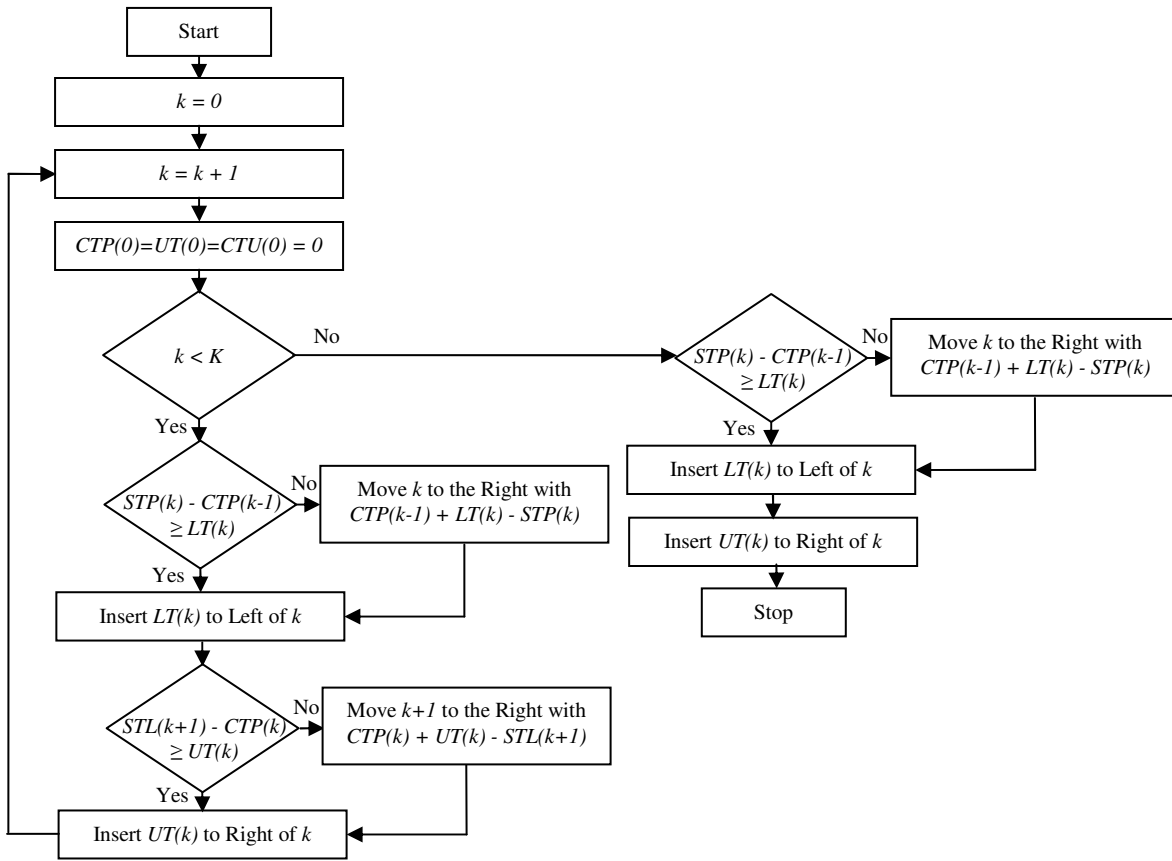 Start
k = 0
k = k + 1
CTP(0)=UT(0)=CTU(0) = 0
k < K
No
Yes
STP(k) - CTP(k-1)
≥ LT(k)
No
Move k to the Right with
CTP(k-1) + LT(k) - STP(k)
Yes
Insert LT(k) to Left of k
STL(k+1) - CTP(k)
≥ UT(k)
No
Move k+1 to the Right with
CTP(k) + UT(k) - STL(k+1)
Yes
Insert UT(k) to Right of k
STP(k) - CTP(k-1)
≥ LT(k)
No
Move k to the Right with
CTP(k-1) + LT(k) - STP(k)
Yes
Insert LT(k) to Left of k
Insert UT(k) to Right of k
Stop